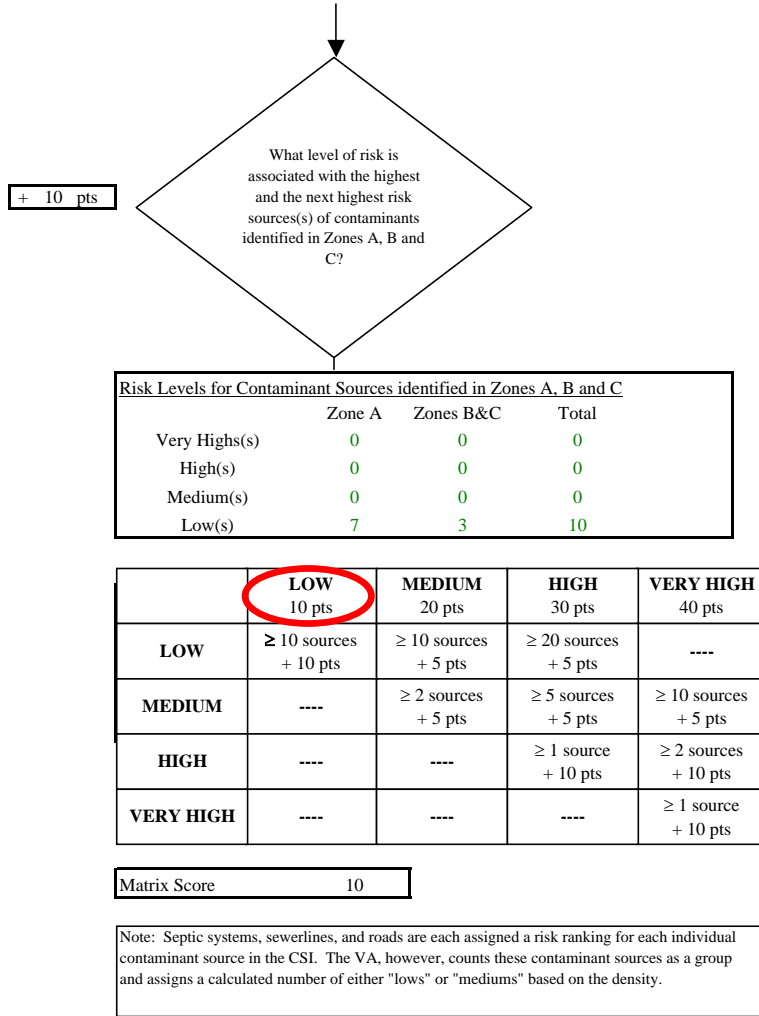 What level of risk is
associated with the highest
and the next highest risk
sources(s) of contaminants
identified in Zones A, B and
C?
+ 10 pts
Risk Levels for Contaminant Sources identified in Zones A, B and C
Zone A Zones B&C Total
Very Highs(s) 0 0 0
High(s) 0 0 0
Medium(s) 0 0 0
Low(s) 7 3 10
LOW MEDIUM HIGH VERY HIGH
10 pts 20 pts 30 pts 40 pts
LOW ≥ 10 sources + 10 pts ≥ 10 sources + 5 pts ≥ 20 sources + 5 pts ----
MEDIUM ---- ≥ 2 sources + 5 pts ≥ 5 sources + 5 pts ≥ 10 sources + 5 pts
HIGH ---- ---- ≥ 1 source + 10 pts ≥ 2 sources + 10 pts
VERY HIGH ---- ---- ---- ≥ 1 source + 10 pts
Matrix Score 10
Note: Septic systems, sewerlines, and roads are each assigned a risk ranking for each individual
contaminant source in the CSI. The VA, however, counts these contaminant sources as a group
and assigns a calculated number of either "lows" or "mediums" based on the density.